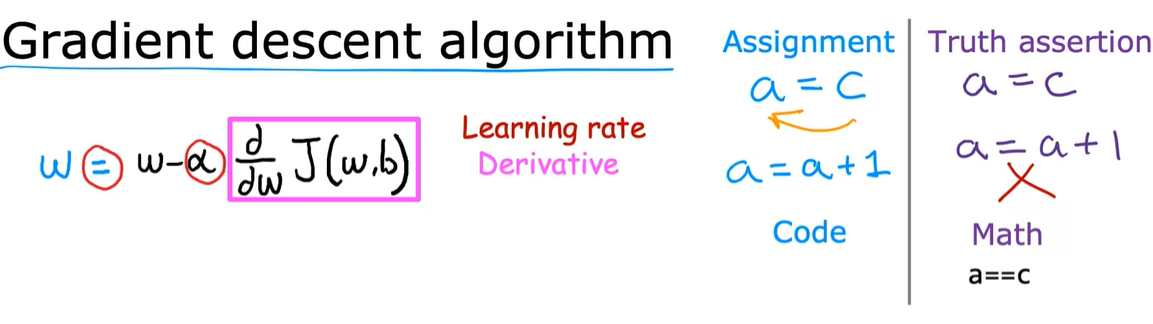 Gradient descent algorithm
w = w-α d/dw J(w,b)
Learning rate
Derivative
Assignment
a = c
a = a+1
Code
Truth assertion
a = c
a = a+1
Math
a==c